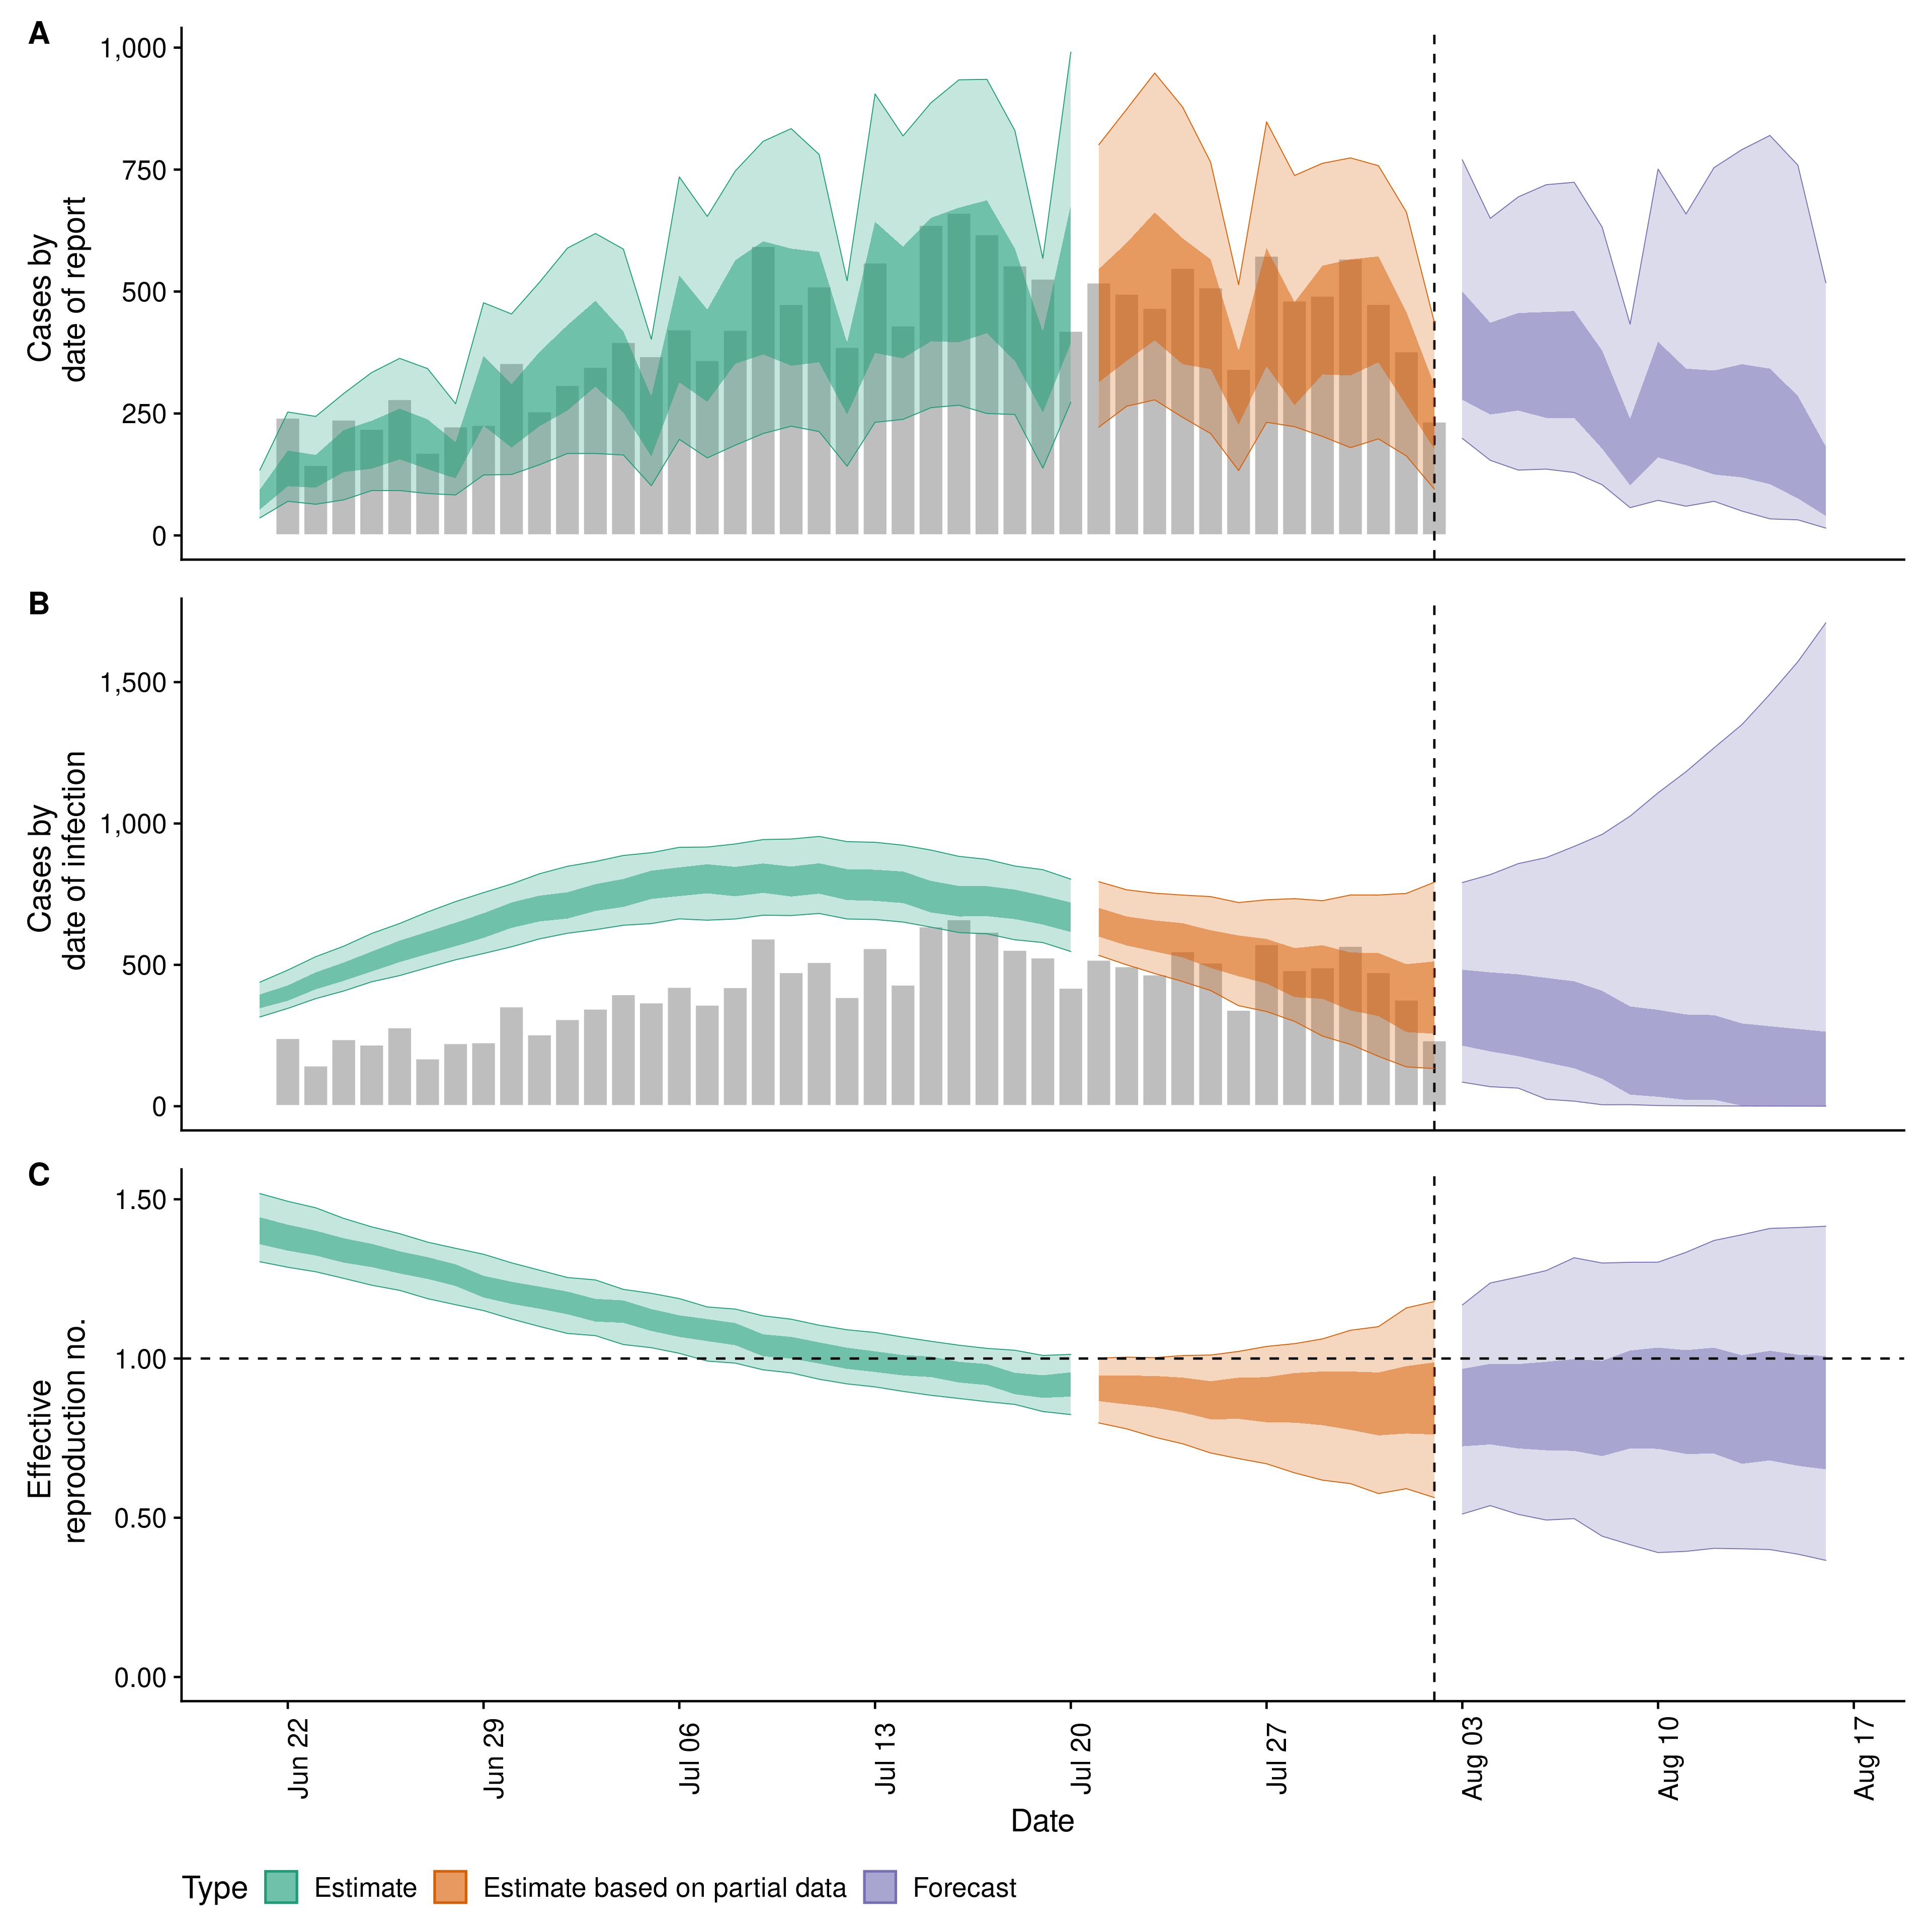 A
1,000
750
500
250
0
Cases by
date of report
B
1,500
1,000
500
0
Cases by
date of infection
C
1.50
1.00
0.50
0.00
Effective
reproduction no.
Jun 22
Jun 29
Jul 06
Jul 13
Jul 20
Jul 27
Aug 03
Aug 10
Aug 17
Date
Type Estimate Estimate based on partial data Forecast